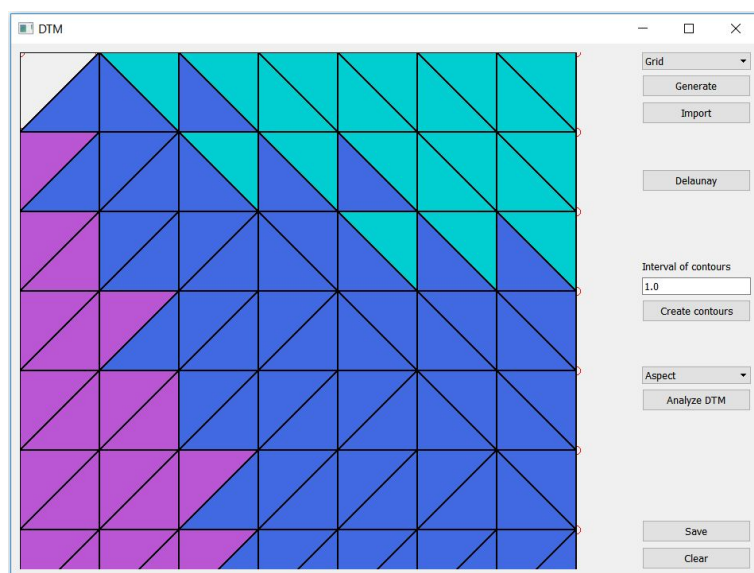 DTM
Grid
Generate
Import
Delaunay
Interval of contours
1.0
Create contours
Aspect
Analyze DTM
Save
Clear